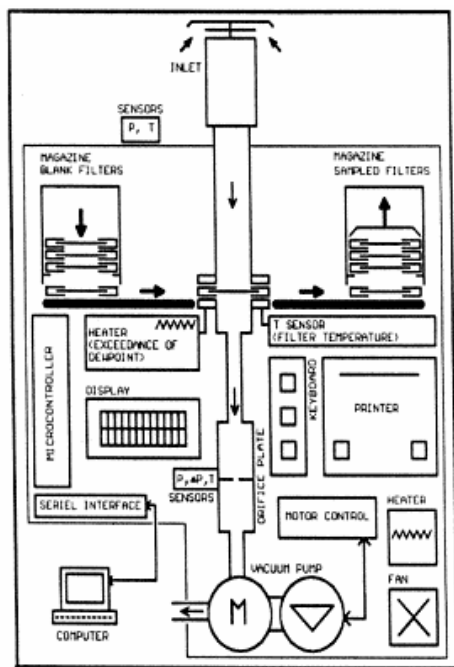 INLET
SENSORS
P, T
MAGAZINE
BLANK FILTERS
MAGAZINE
SAMPLED FILTERS
HEATER
(EXCEEDANCE OF
DEWPOINT)
T SENSOR
(FILTER TEMPERATURE)
MICROCONTROLLER
DISPLAY
KEYBOARD
PRINTER
P,ΔP,T
SENSORS
ORIFICE PLATE
SERIEL INTERFACE
MOTOR CONTROL
HEATER
VACUUM PUMP
FAN
M
COMPUTER